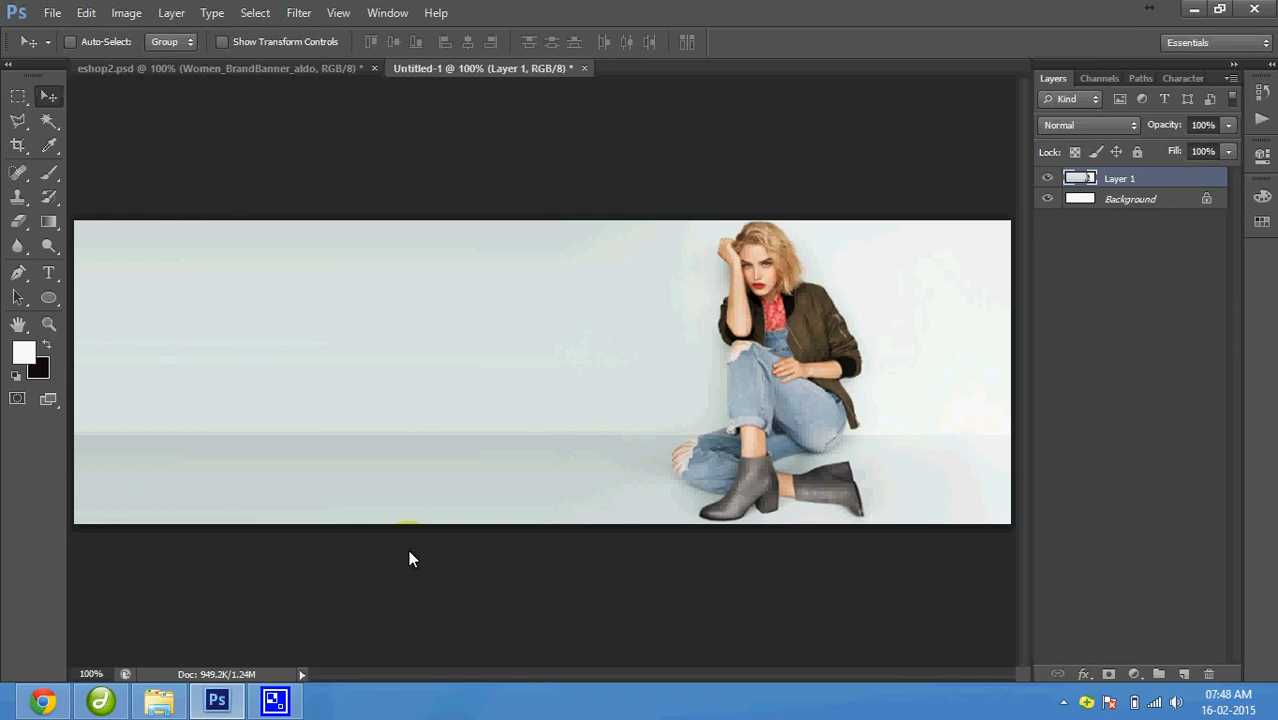 Ps File Edit Image Layer Type Select Filter View Window Help
Auto-Select: Group Show Transform Controls Essentials
eshop2.psd @ 100% (Women_BrandBanner_aldo, RGB/8) * × Untitled-1 @ 100% (Layer 1, RGB/8) * ×
Layers Channels Paths Character
Kind
Normal Opacity: 100%
Lock: Fill: 100%
Layer 1
Background
100% Doc: 949.2K/1.24M
Ps
07:48 AM
16-02-2015